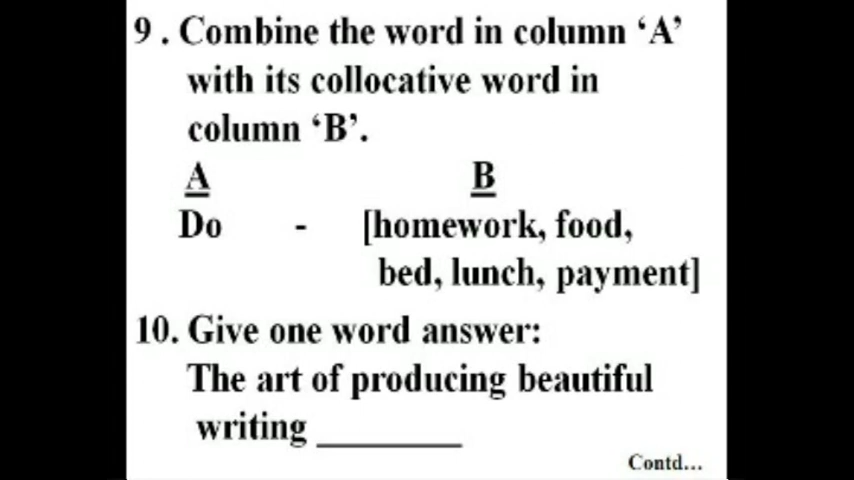 9 . Combine the word in column ‘A’
with its collocative word in
column ‘B’.
A B
Do - [homework, food,
bed, lunch, payment]
10. Give one word answer:
The art of producing beautiful
writing ________
Contd...